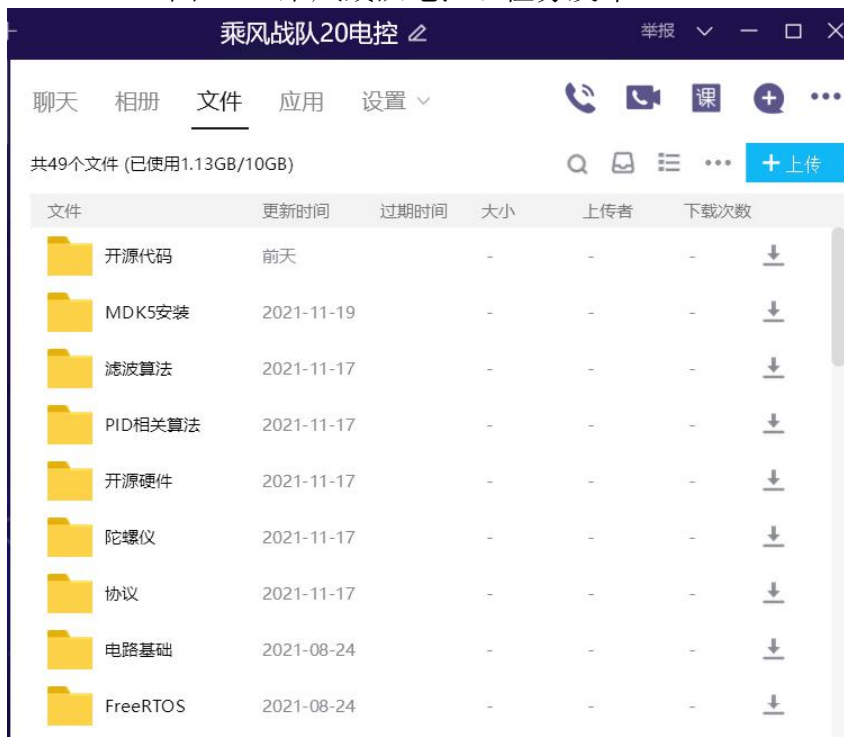 乘风战队20电控
举报
聊天 相册 文件 应用 设置
课
共49个文件 (已使用1.13GB/10GB)
上传
文件 更新时间 过期时间 大小 上传者 下载次数
开源代码 前天 - - -
MDK5安装 2021-11-19 - - -
滤波算法 2021-11-17 - - -
PID相关算法 2021-11-17 - - -
开源硬件 2021-11-17 - - -
陀螺仪 2021-11-17 - - -
协议 2021-11-17 - - -
电路基础 2021-08-24 - - -
FreeRTOS 2021-08-24 - - -